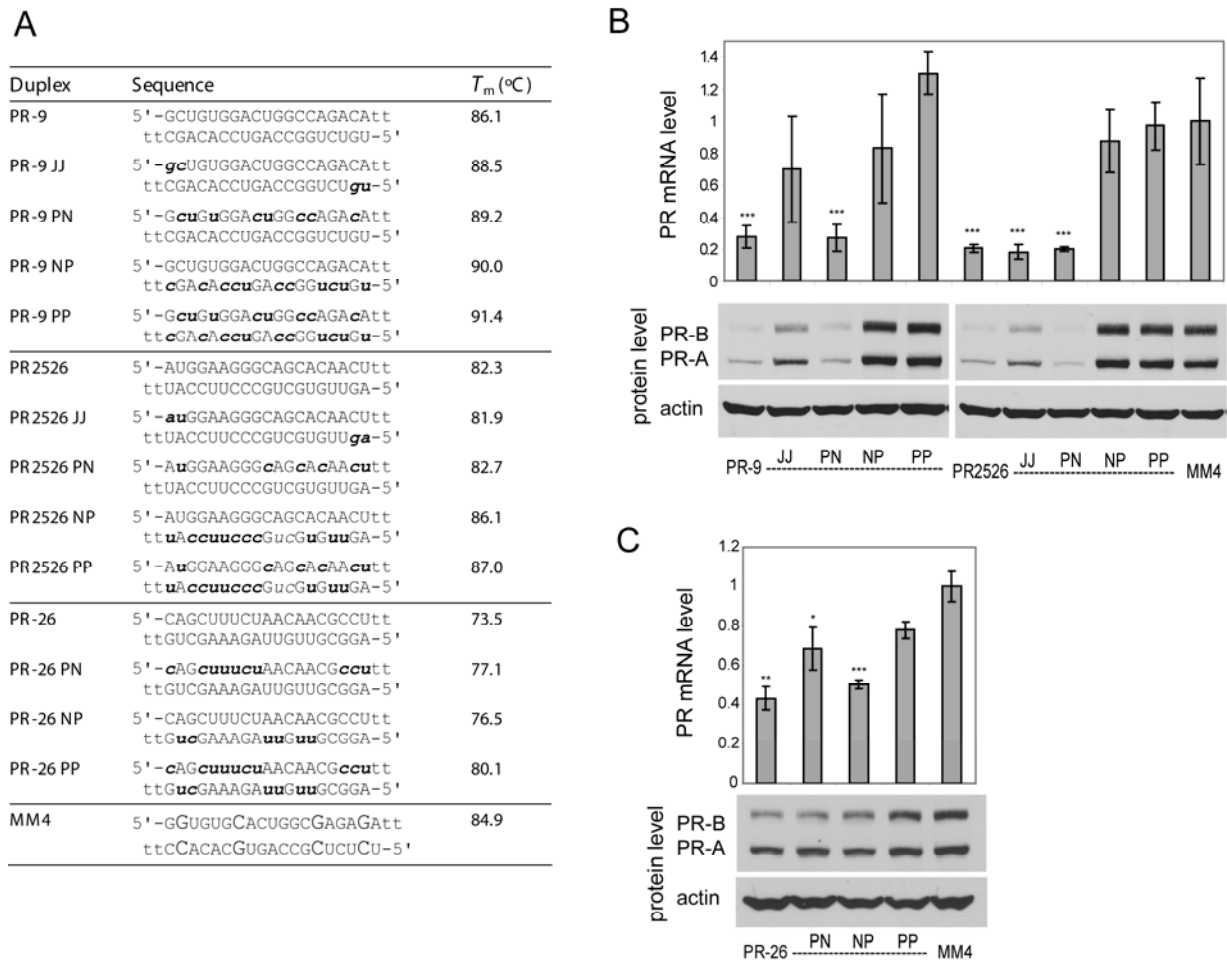 A
Duplex Sequence Tm (°C)
PR-9 5'-GCUGUGGACUGGCCAGACAtt 86.1
ttCGACACCUGACCGGUCUGU-5'
PR-9 JJ 5'-gcUGUGGACUGGCCAGACAtt 88.5
ttCGACACCUGACCGGUCUgu-5'
PR-9 PN 5'-GcuGuGGAcuGGccAGAcAtt 89.2
ttCGACACCUGACCGGUCUGU-5'
PR-9 NP 5'-GCUGUGGACUGGCCAGACAtt 90.0
ttcGAcAccuGAccGGucuGu-5'
PR-9 PP 5'-GcuGuGGAcuGGccAGAcAtt 91.4
ttcGAcAccuGAccGGucuGu-5'
PR2526 5'-AUGGAAGGGCAGCACAACUtt 82.3
ttUACCUUCCCGUCGUGUUGA-5'
PR2526 JJ 5'-auGGAAGGGCAGCACAACUtt 81.9
ttUACCUUCCCGUCGUGUUga-5'
PR2526 PN 5'-AuGGAAGGGcAGcAcAAcutt 82.7
ttUACCUUCCCGUCGUGUUGA-5'
PR2526 NP 5'-AUGGAAGGGCAGCACAACUtt 86.1
ttuAccuucccGucGuGuuGA-5'
PR2526 PP 5'-AuGGAAGGGcAGcAcAAcutt 87.0
ttuAccuucccGucGuGuuGA-5'
PR-26 5'-CAGCUUUCUAACAACGCCUtt 73.5
ttGUCGAAAGAUUGUUGCGGA-5'
PR-26 PN 5'-cAGcuuucuAACAACGccutt 77.1
ttGUCGAAAGAUUGUUGCGGA-5'
PR-26 NP 5'-CAGCUUUCUAACAACGCCUtt 76.5
ttGucGAAAGAuuGuuGCGGA-5'
PR-26 PP 5'-cAGcuuucuAACAACGccutt 80.1
ttGucGAAAGAuuGuuGCGGA-5'
MM4 5'-GGUGUGCACUGGCGAGAGAtt 84.9
ttCCACACGUGACCGCUCUCU-5'
B
PR mRNA level
1.4
1.2
1
0.8
0.6
0.4
0.2
0
*** *** *** *** ***
protein level
PR-B
PR-A
actin
PR-9 JJ PN NP PP PR2526 JJ PN NP PP MM4
C
PR mRNA level
1.2
1
0.8
0.6
0.4
0.2
0
** * ***
protein level
PR-B
PR-A
actin
PR-26 PN NP PP MM4